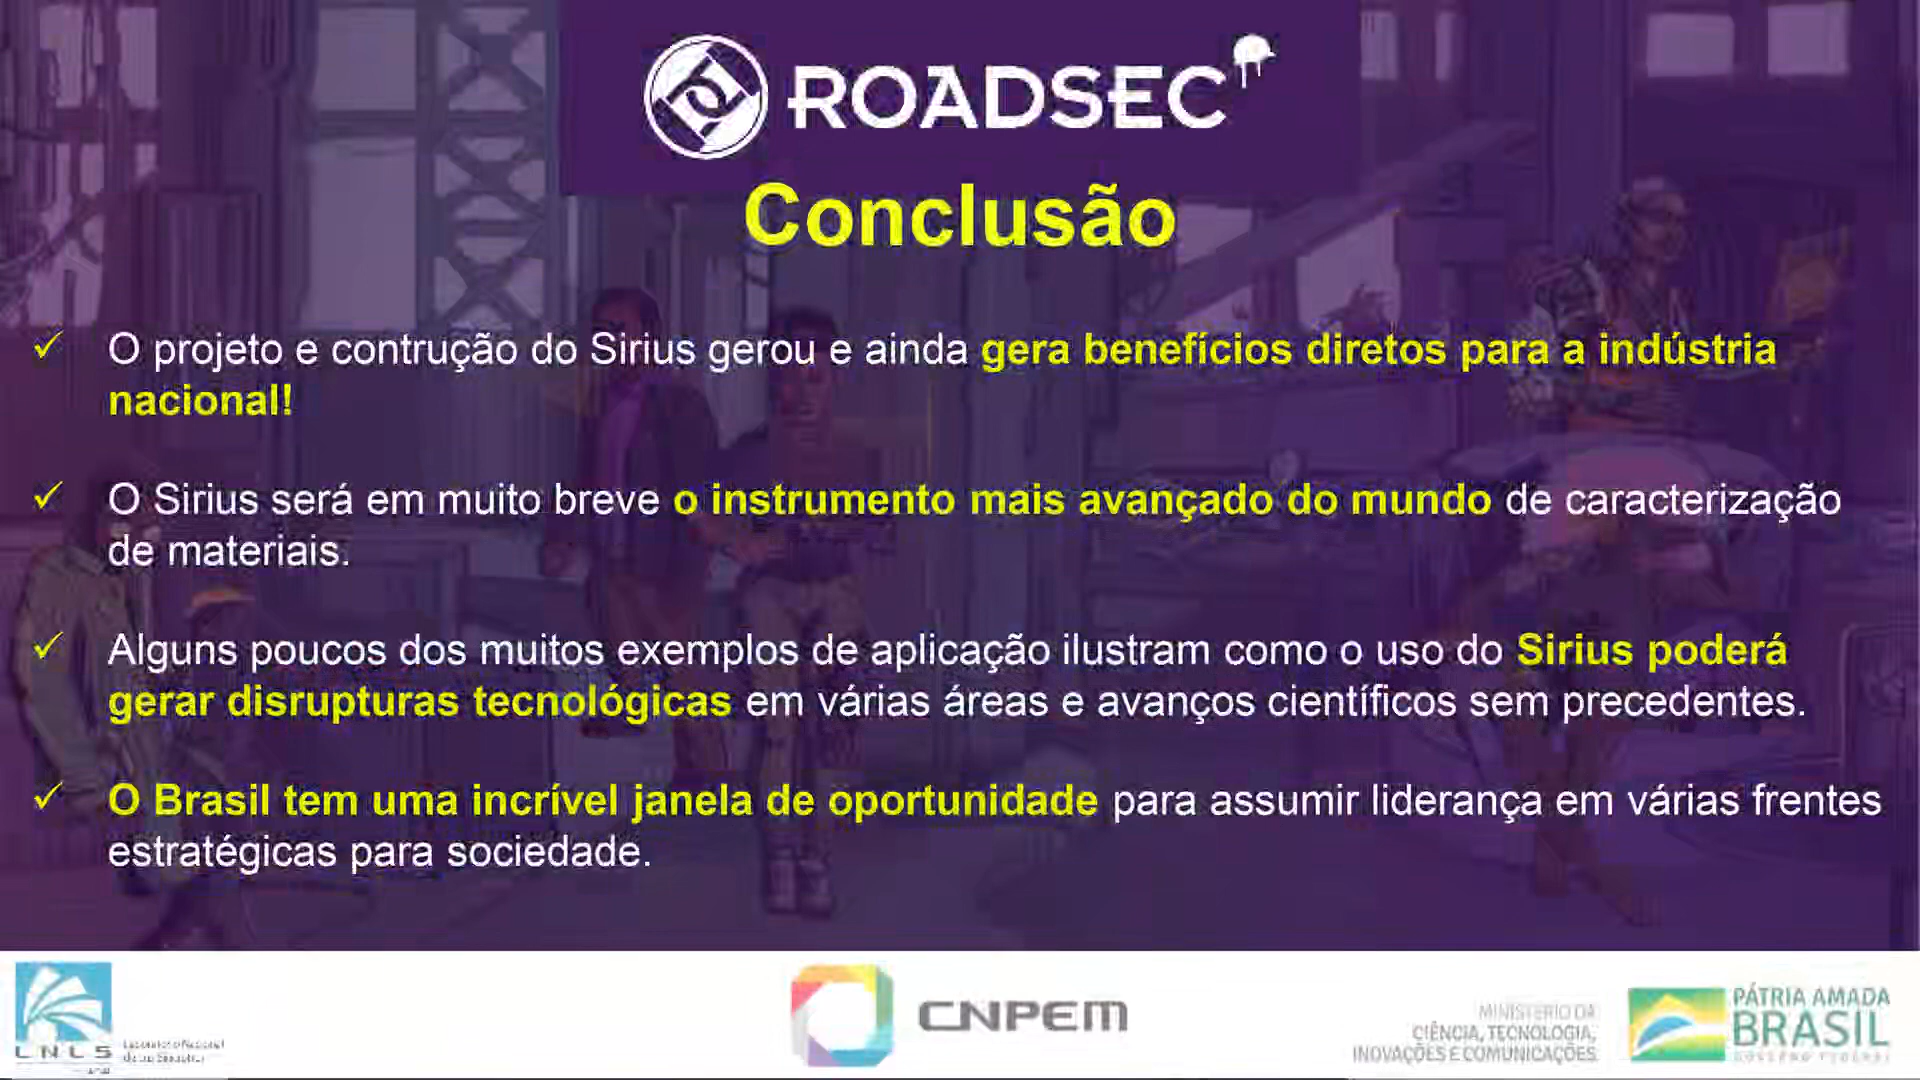 ROADSEC
Conclusão
✓ O projeto e contrução do Sirius gerou e ainda gera benefícios diretos para a indústria
nacional!
✓ O Sirius será em muito breve o instrumento mais avançado do mundo de caracterização
de materiais.
✓ Alguns poucos dos muitos exemplos de aplicação ilustram como o uso do Sirius poderá
gerar disrupturas tecnológicas em várias áreas e avanços científicos sem precedentes.
✓ O Brasil tem uma incrível janela de oportunidade para assumir liderança em várias frentes
estratégicas para sociedade.
LNLS
CNPEM
MINISTÉRIO DA
CIÊNCIA, TECNOLOGIA,
INOVAÇÕES E COMUNICAÇÕES
PÁTRIA AMADA
BRASIL
GOVERNO FEDERAL